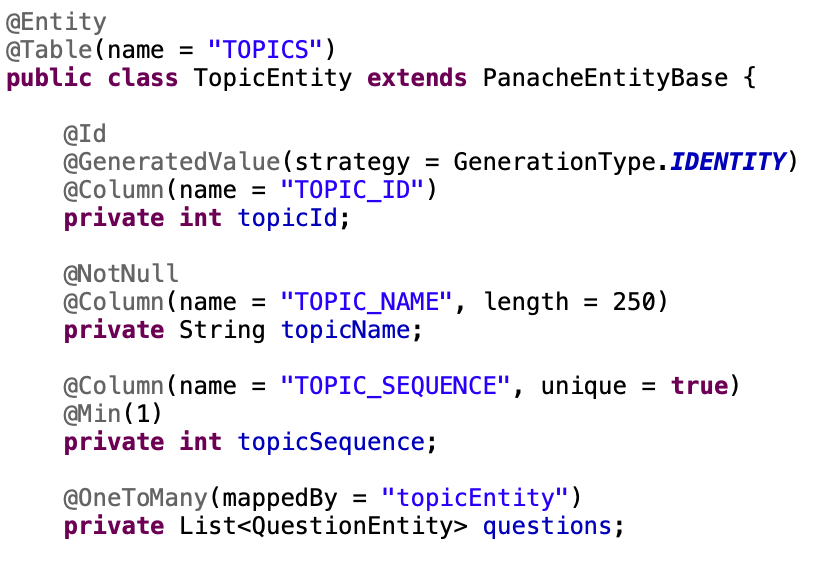 @Entity
@Table(name = "TOPICS")
public class TopicEntity extends PanacheEntityBase {
@Id
@GeneratedValue(strategy = GenerationType.IDENTITY)
@Column(name = "TOPIC_ID")
private int topicId;
@NotNull
@Column(name = "TOPIC_NAME", length = 250)
private String topicName;
@Column(name = "TOPIC_SEQUENCE", unique = true)
@Min(1)
private int topicSequence;
@OneToMany(mappedBy = "topicEntity")
private List<QuestionEntity> questions;